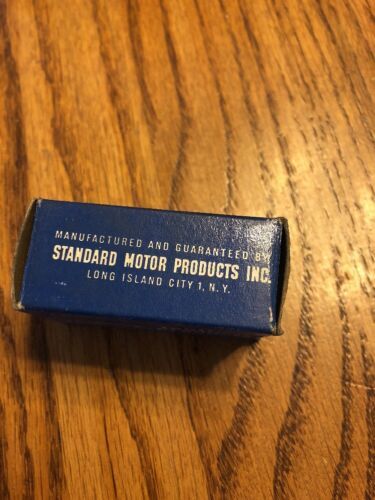 MANUFACTURED AND GUARANTEED BY
STANDARD MOTOR PRODUCTS INC.
LONG ISLAND CITY 1, N.Y.